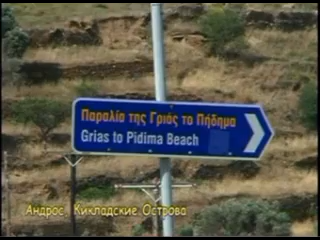 Παραλία της Γριάς το Πήδημα
Grias to Pidima Beach
Андрос, Кикладские Острова